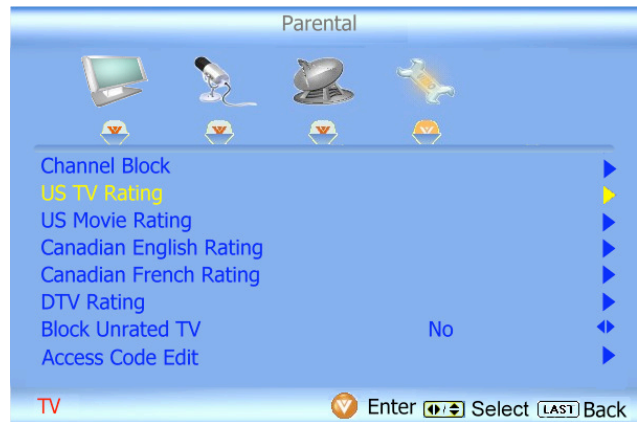 Parental
Channel Block
US TV Rating
US Movie Rating
Canadian English Rating
Canadian French Rating
DTV Rating
Block Unrated TV No
Access Code Edit
TV Enter Select LAST Back